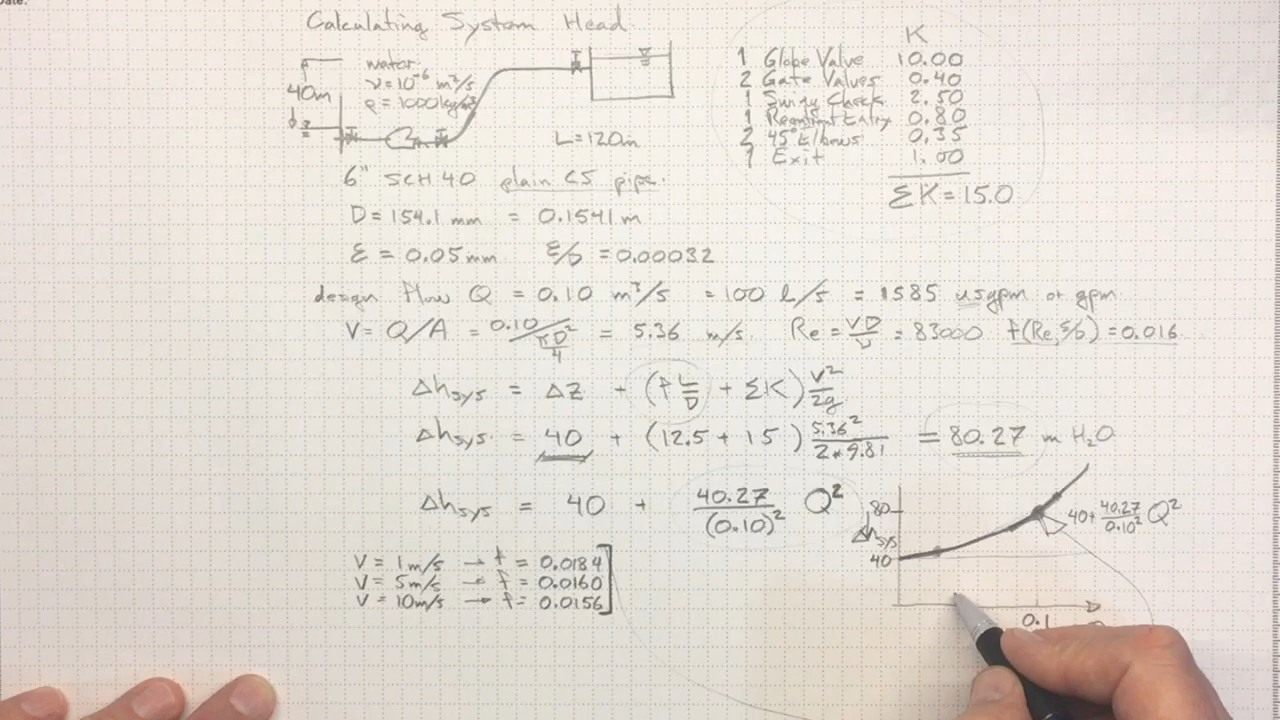 Date:
Calculating System Head
40m
water
ν = 10⁻⁶ m²/s
ρ = 1000 kg/m³
L = 120m
K
1 Globe Valve 10.00
2 Gate Valves 0.40
1 Swing Check 2.50
1 Reentrant Entry 0.80
2 45° Elbows 0.35
1 Exit 1.00
ΣK = 15.0
6" SCH 40 plain CS pipe.
D = 154.1 mm = 0.1541 m
ε = 0.05 mm ε/D = 0.00032
design flow Q = 0.10 m³/s = 100 l/s = 1585 usgpm or gpm
V = Q/A = 0.10/(πD²/4) = 5.36 m/s. Re = VD/ν = 83000 f(Re, ε/D) = 0.016
Δhsys = ΔZ + (f L/D + ΣK) V²/2g
Δhsys = 40 + (12.5 + 15) 5.36²/2*9.81 = 80.27 m H₂O
Δhsys = 40 + 40.27/(0.10)² Q²
V = 1m/s → f = 0.0184
V = 5m/s → f = 0.0160
V = 10m/s → f = 0.0156
80
Δhsys
40
40 + 40.27/0.10² Q²
0.1